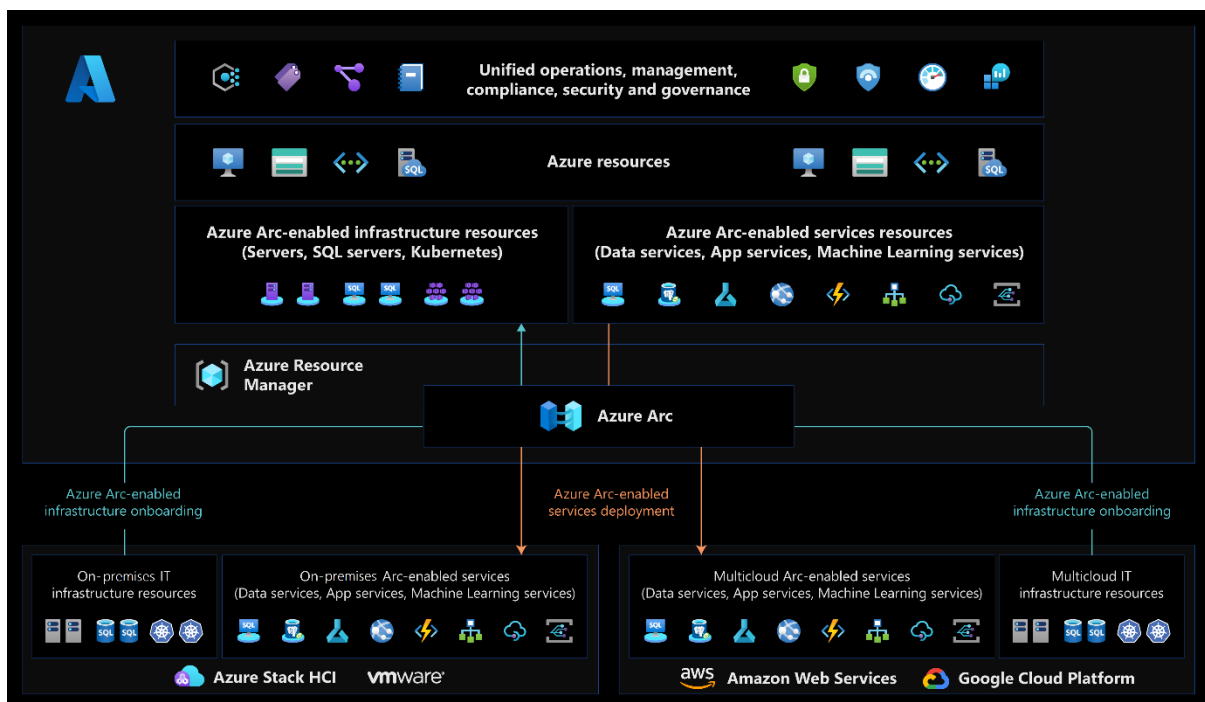 Unified operations, management,
compliance, security and governance
Azure resources
SQL
SQL
Azure Arc-enabled infrastructure resources
(Servers, SQL servers, Kubernetes)
SQL
SQL
Azure Arc-enabled services resources
(Data services, App services, Machine Learning services)
SQL
Azure Resource
Manager
Azure Arc
Azure Arc-enabled
infrastructure onboarding
Azure Arc-enabled
services deployment
Azure Arc-enabled
infrastructure onboarding
On-premises IT
infrastructure resources
SQL
SQL
On-premises Arc-enabled services
(Data services, App services, Machine Learning services)
SQL
Multicloud Arc-enabled services
(Data services, App services, Machine Learning services)
SQL
Multicloud IT
infrastructure resources
SQL
SQL
Azure Stack HCI
vmware®
aws
Amazon Web Services
Google Cloud Platform